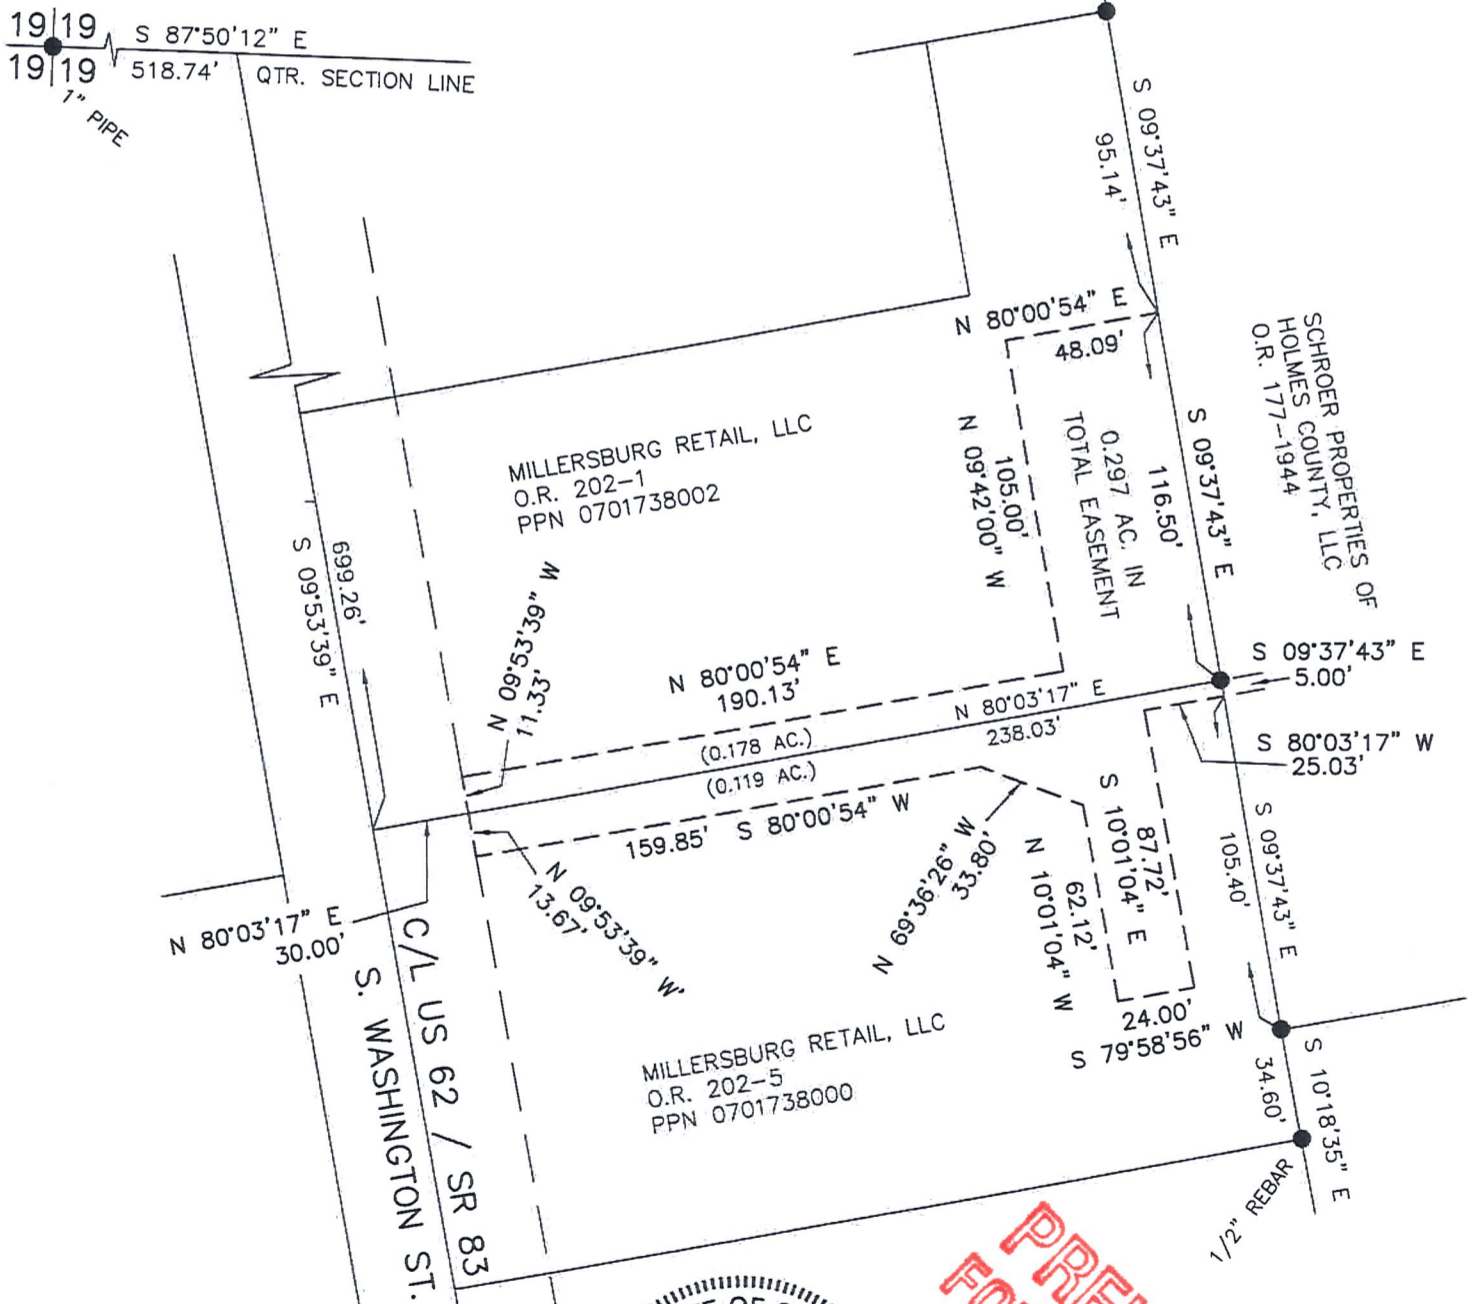 19|19
19|19
1" PIPE
S 87°50'12" E
518.74'
QTR. SECTION LINE
S 09°37'43" E
95.14'
N 80°00'54" E
48.09'
SCHROER PROPERTIES OF
HOLMES COUNTY, LLC
O.R. 177-1944
S 09°37'43" E
116.50'
0.297 AC. IN
TOTAL EASEMENT
105.00'
N 09°42'00" W
MILLERSBURG RETAIL, LLC
O.R. 202-1
PPN 0701738002
699.26'
S 09°53'39" E
N 09°53'39" W
11.33'
N 80°00'54" E
190.13'
N 80°03'17" E
238.03'
(0.178 AC.)
(0.119 AC.)
S 09°37'43" E
5.00'
S 80°03'17" W
25.03'
159.85' S 80°00'54" W
N 09°53'39" W
13.67'
N 69°36'26" W
33.80'
87.72'
S 10°01'04" E
62.12'
N 10°01'04" W
S 09°37'43" E
105.40'
24.00'
S 79°58'56" W
N 80°03'17" E
30.00'
C/L US 62 / SR 83
S. WASHINGTON ST.
MILLERSBURG RETAIL, LLC
O.R. 202-5
PPN 0701738000
S 10°18'35" E
34.60'
1/2" REBAR